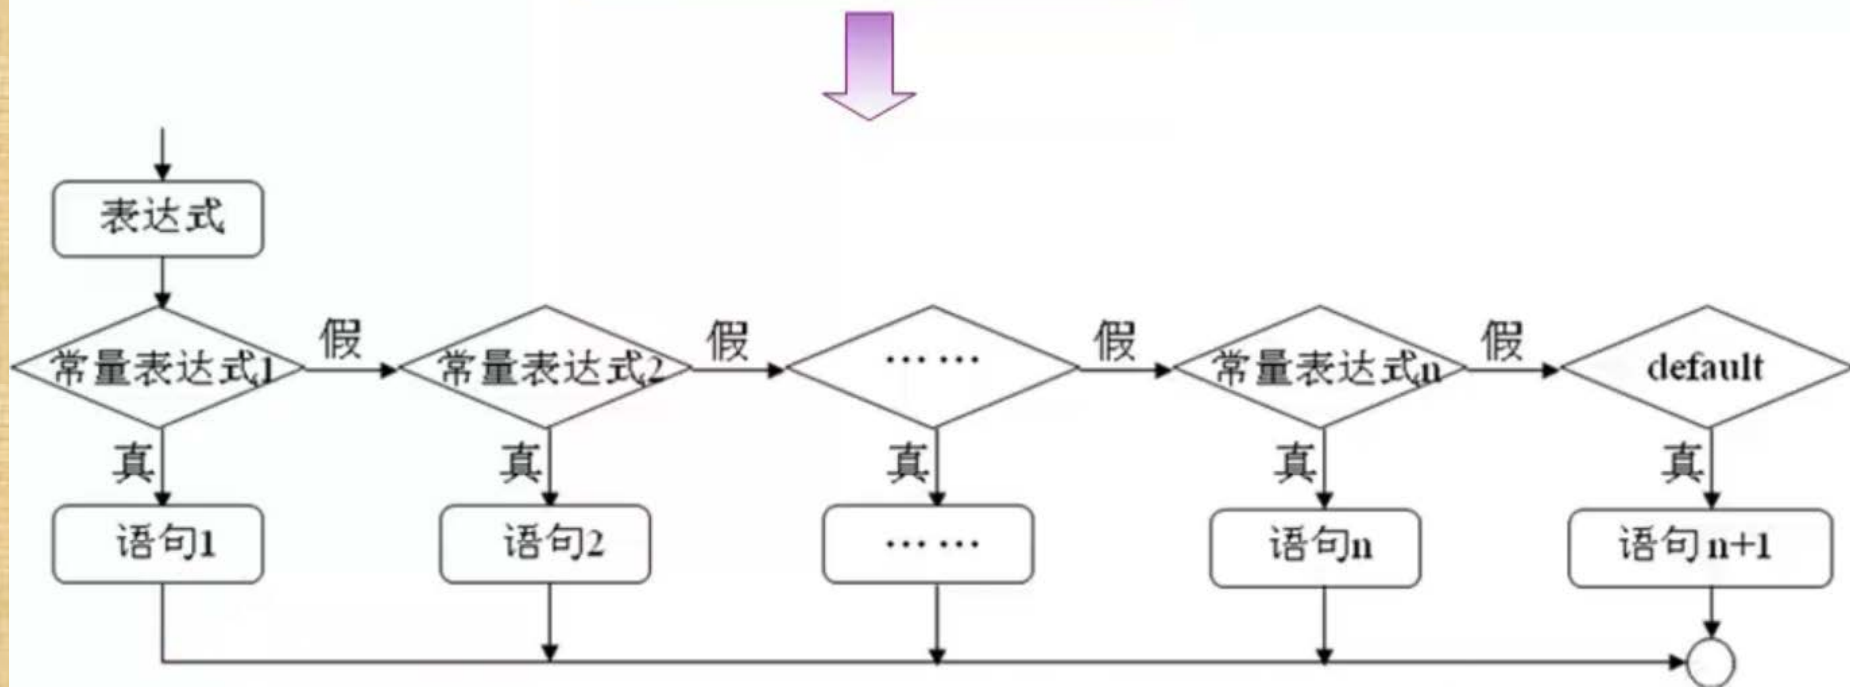 表达式
假 假 假 假
常量表达式1 常量表达式2 …… 常量表达式n default
真 真 真 真 真
语句1 语句2 …… 语句n 语句n+1